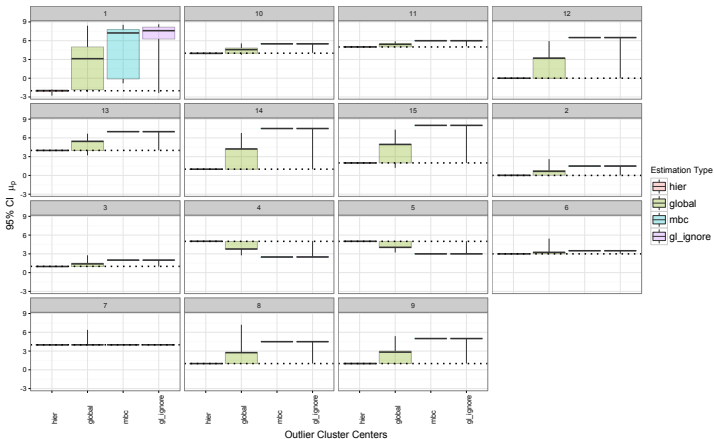 1
10
11
12
9
6
3
0
-3
13
14
15
2
9
6
3
0
-3
3
4
5
6
9
6
3
0
-3
7
8
9
9
6
3
0
-3
hier
global
mbc
gl_ignore
hier
global
mbc
gl_ignore
hier
global
mbc
gl_ignore
Outlier Cluster Centers
95% CI μp
Estimation Type
hier
global
mbc
gl_ignore